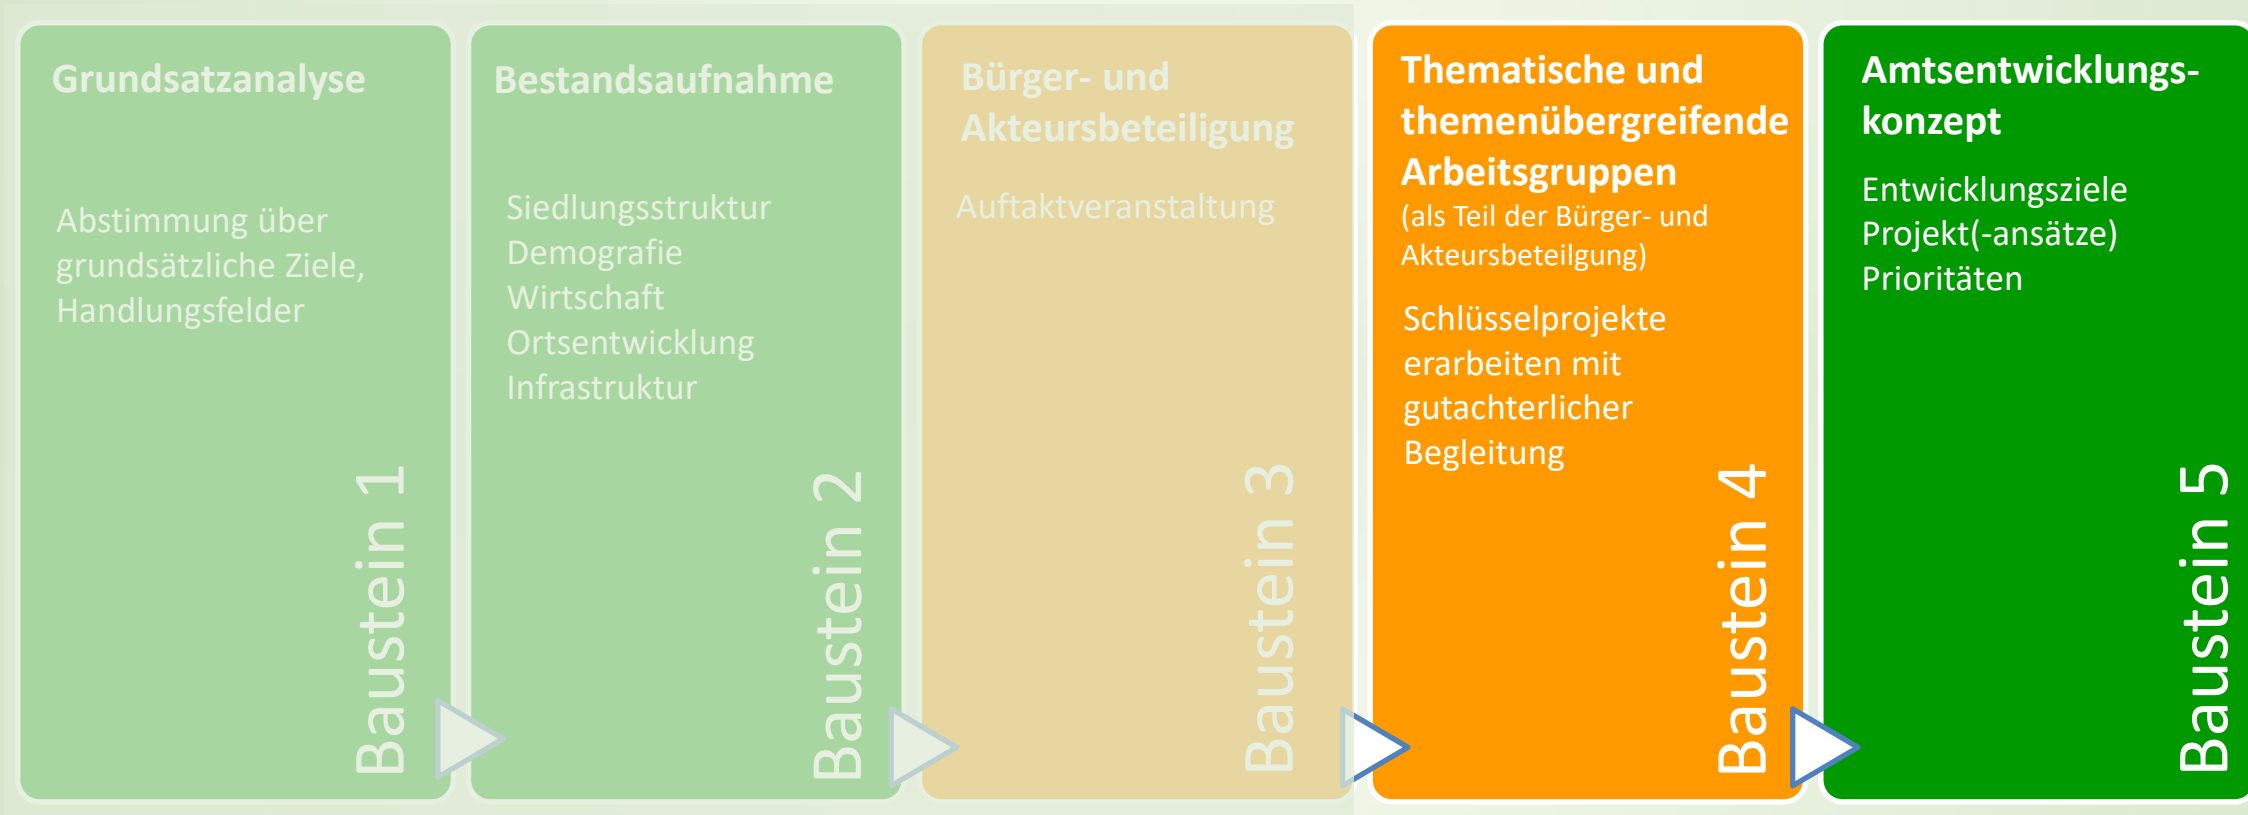 Grundsatzanalyse
Abstimmung über
grundsätzliche Ziele,
Handlungsfelder
Baustein 1
Bestandsaufnahme
Siedlungsstruktur
Demografie
Wirtschaft
Ortsentwicklung
Infrastruktur
Baustein 2
Bürger- und
Akteursbeteiligung
Auftaktveranstaltung
Baustein 3
Thematische und
themenübergreifende
Arbeitsgruppen
(als Teil der Bürger- und
Akteursbeteilgung)
Schlüsselprojekte
erarbeiten mit
gutachterlicher
Begleitung
Baustein 4
Amtsentwicklungs-
konzept
Entwicklungsziele
Projekt(-ansätze)
Prioritäten
Baustein 5